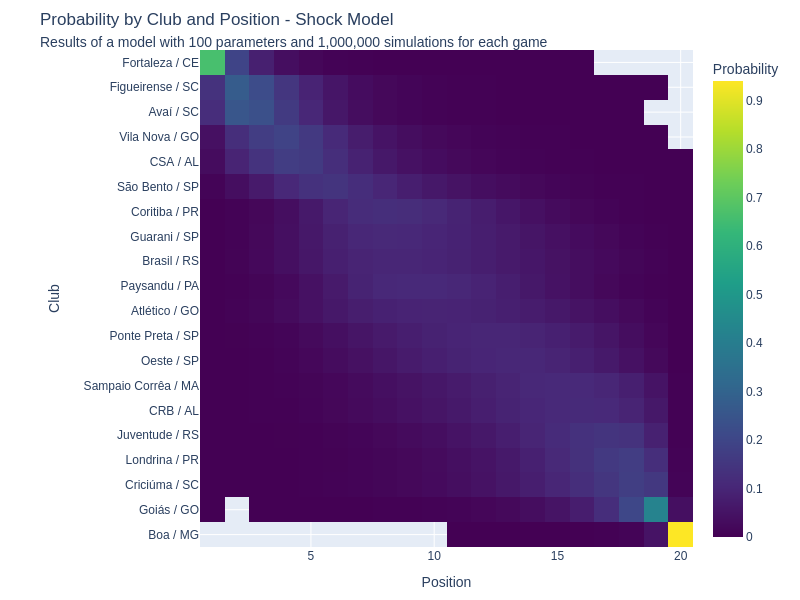 Probability by Club and Position - Shock Model
Results of a model with 100 parameters and 1,000,000 simulations for each game
Probability
Club
Fortaleza / CE
Figueirense / SC
Avaí / SC
Vila Nova / GO
CSA / AL
São Bento / SP
Coritiba / PR
Guarani / SP
Brasil / RS
Paysandu / PA
Atlético / GO
Ponte Preta / SP
Oeste / SP
Sampaio Corrêa / MA
CRB / AL
Juventude / RS
Londrina / PR
Criciúma / SC
Goiás / GO
Boa / MG
0.9
0.8
0.7
0.6
0.5
0.4
0.3
0.2
0.1
0
5 10 15 20
Position